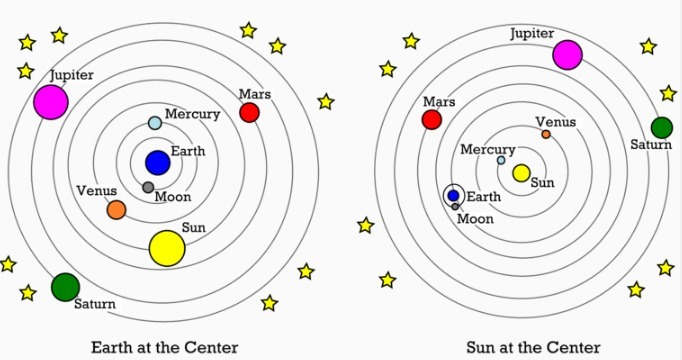 Jupiter
Mercury
Mars
Earth
Venus
Moon
Sun
Saturn
Earth at the Center
Jupiter
Mars
Venus
Saturn
Mercury
Sun
Earth
Moon
Sun at the Center